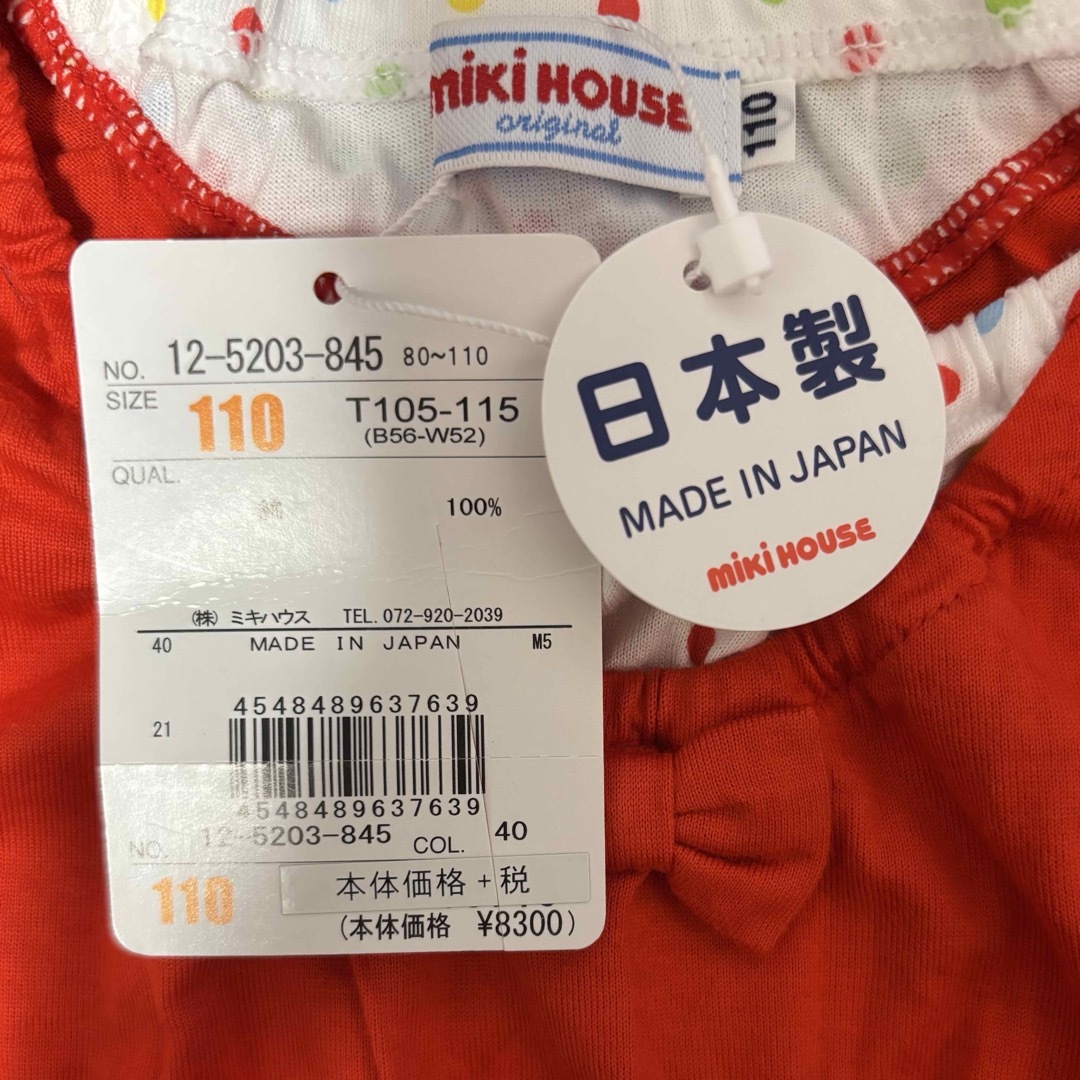 miki HOUSE
original
110
NO. 12-5203-845 80~110
SIZE 110 T105-115
(B56-W52)
QUAL.
綿 100%
(株) ミキハウス TEL. 072-920-2039
40 MADE IN JAPAN M5
4548489637639
21
4548489637639
NO. 12-5203-845 COL. 40
110 本体価格+税
(本体価格 ¥8300)
日本製
MADE IN JAPAN
miki HOUSE